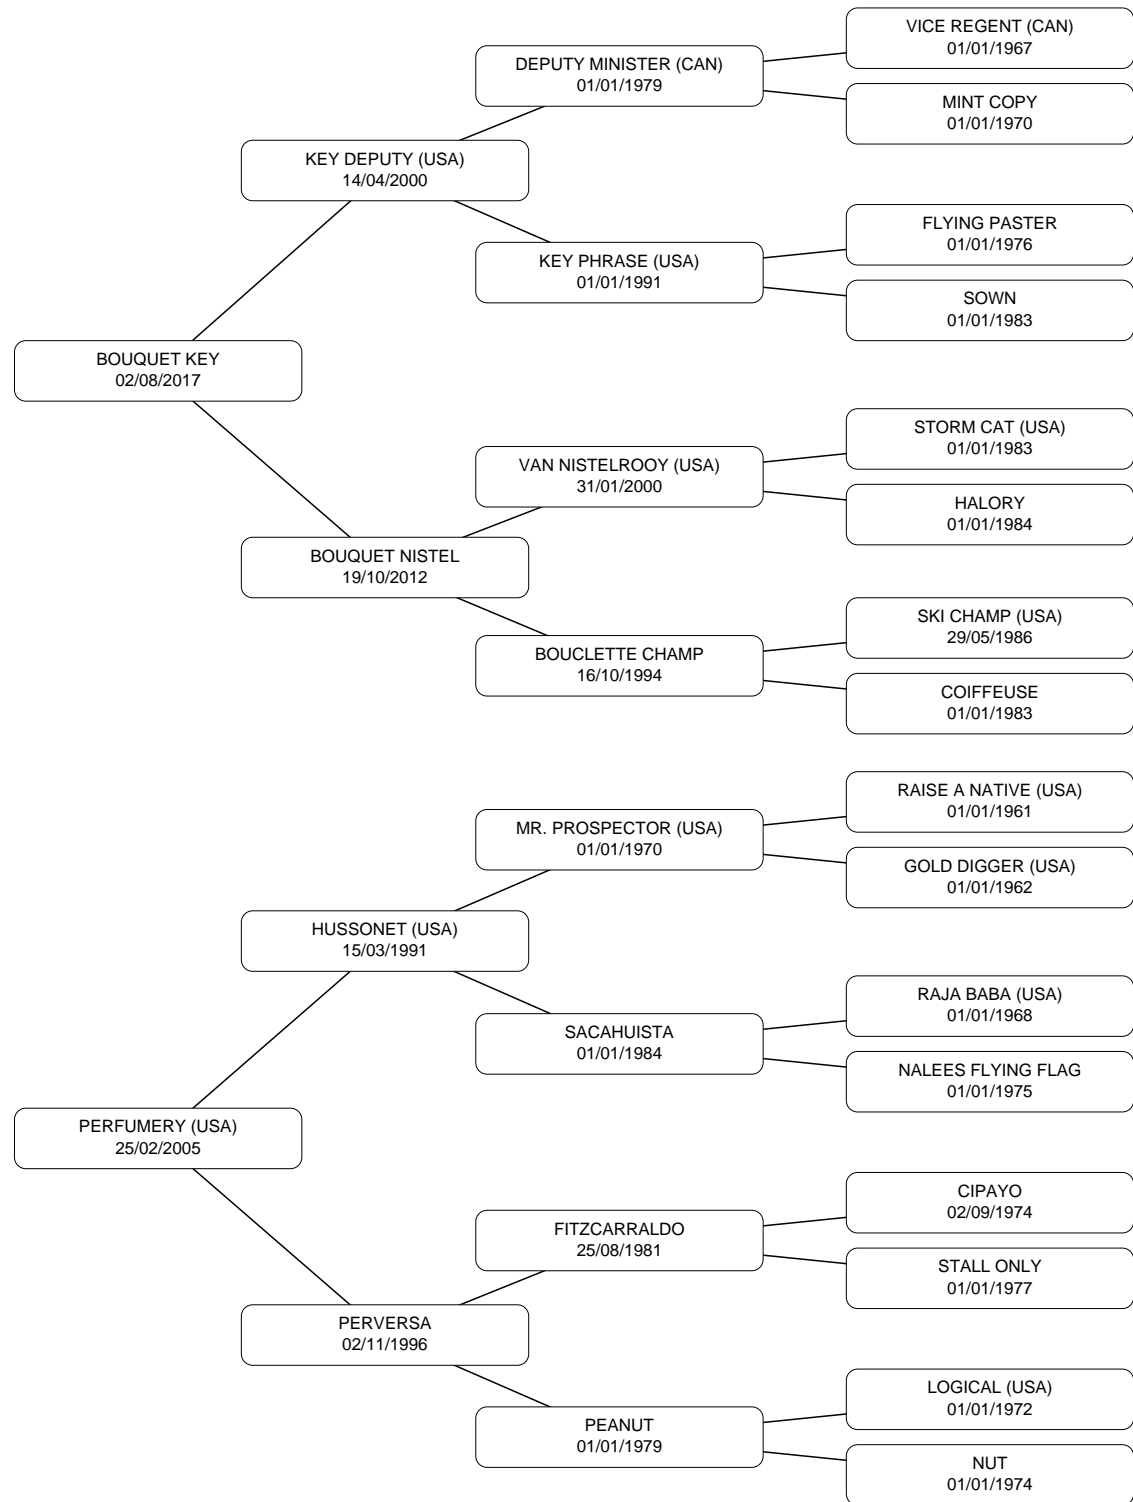 VICE REGENT (CAN)
01/01/1967
DEPUTY MINISTER (CAN)
01/01/1979
MINT COPY
01/01/1970
KEY DEPUTY (USA)
14/04/2000
FLYING PASTER
01/01/1976
KEY PHRASE (USA)
01/01/1991
SOWN
01/01/1983
BOUQUET KEY
02/08/2017
STORM CAT (USA)
01/01/1983
VAN NISTELROOY (USA)
31/01/2000
HALORY
01/01/1984
BOUQUET NISTEL
19/10/2012
SKI CHAMP (USA)
29/05/1986
BOUCLETTE CHAMP
16/10/1994
COIFFEUSE
01/01/1983
RAISE A NATIVE (USA)
01/01/1961
MR. PROSPECTOR (USA)
01/01/1970
GOLD DIGGER (USA)
01/01/1962
HUSSONET (USA)
15/03/1991
RAJA BABA (USA)
01/01/1968
SACAHUISTA
01/01/1984
NALEES FLYING FLAG
01/01/1975
PERFUMERY (USA)
25/02/2005
CIPAYO
02/09/1974
FITZCARRALDO
25/08/1981
STALL ONLY
01/01/1977
PERVERSA
02/11/1996
LOGICAL (USA)
01/01/1972
PEANUT
01/01/1979
NUT
01/01/1974